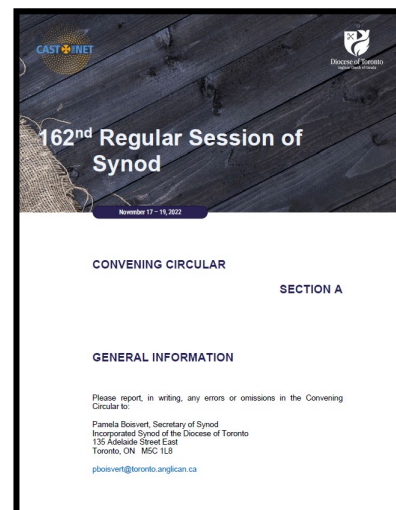 CAST THE NET
Diocese of Toronto
Anglican Church of Canada
162nd Regular Session of
Synod
November 17 – 19, 2022
CONVENING CIRCULAR
SECTION A
GENERAL INFORMATION
Please report, in writing, any errors or omissions in the Convening
Circular to:
Pamela Boisvert, Secretary of Synod
Incorporated Synod of the Diocese of Toronto
135 Adelaide Street East
Toronto, ON M5C 1L8
pboisvert@toronto.anglican.ca